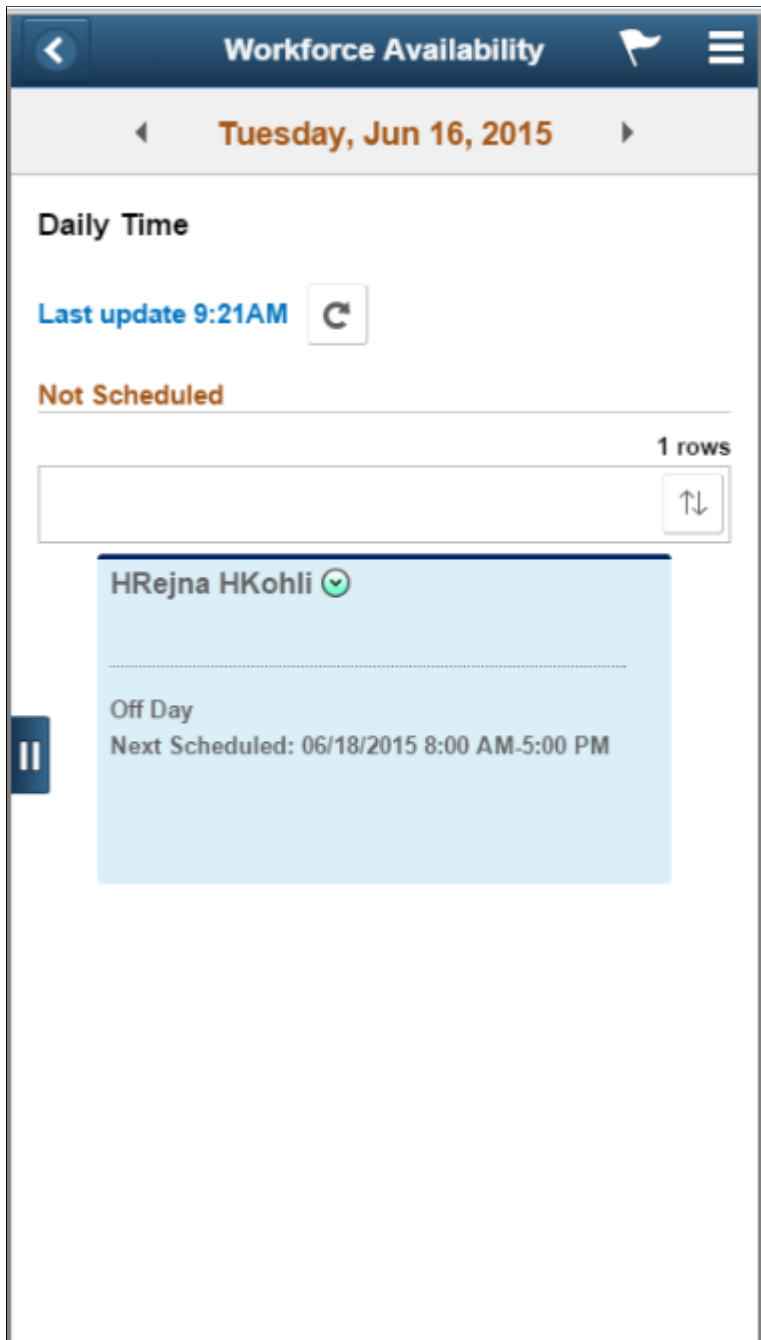 Workforce Availability
Tuesday, Jun 16, 2015
Daily Time
Last update 9:21AM
Not Scheduled
1 rows
HRejna HKohli
Off Day
Next Scheduled: 06/18/2015 8:00 AM-5:00 PM